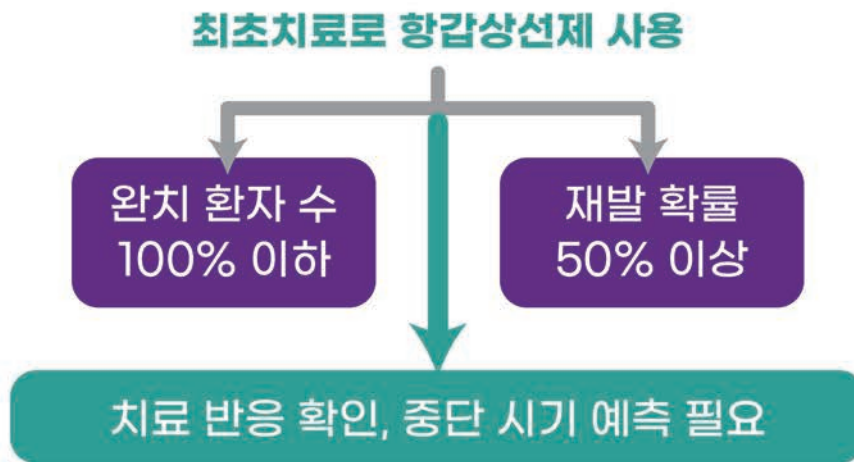 최초치료로 항갑상선제 사용
완치 환자 수
100% 이하
재발 확률
50% 이상
치료 반응 확인, 중단 시기 예측 필요